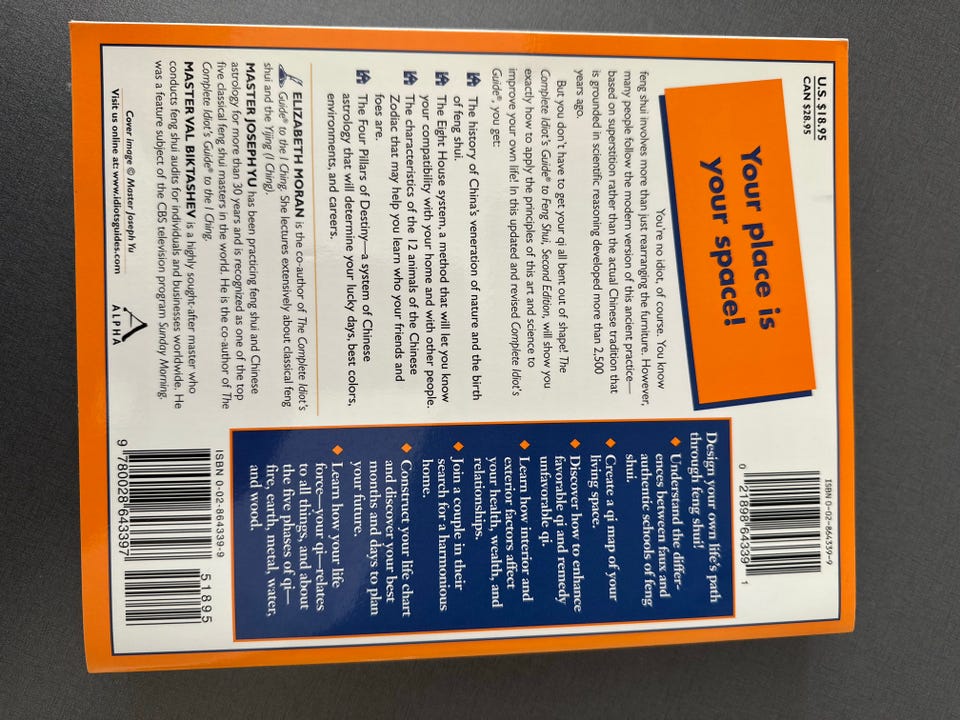 U.S. $18.95
CAN $28.95
Your place is
your space!
ISBN 0-02-864339-9
0 21898 64339 1
You're no idiot, of course. You know
feng shui involves more than just rearranging the furniture. However,
many people follow the modern version of this ancient practice—
based on superstition rather than the actual Chinese tradition that
is grounded in scientific reasoning developed more than 2,500
years ago.
But you don't have to get your qi all bent out of shape! The
Complete Idiot's Guide® to Feng Shui, Second Edition, will show you
exactly how to apply the principles of this art and science to
improve your own life! In this updated and revised Complete Idiot's
Guide®, you get:
The history of China's veneration of nature and the birth
of feng shui.
The Eight House system, a method that will let you know
your compatibility with your home and with other people.
The characteristics of the 12 animals of the Chinese
Zodiac that may help you learn who your friends and
foes are.
The Four Pillars of Destiny—a system of Chinese
astrology that will determine your lucky days, best colors,
environments, and careers.
Design your own life's path
through feng shui!
Understand the differ-
ences between faux and
authentic schools of feng
shui.
Create a qi map of your
living space.
Discover how to enhance
favorable qi and remedy
unfavorable qi.
Learn how interior and
exterior factors affect
your health, wealth, and
relationships.
Join a couple in their
search for a harmonious
home.
Construct your life chart
and discover your best
months and days to plan
your future.
Learn how your life
force—your qi—relates
to all things, and about
the five phases of qi—
fire, earth, metal, water,
and wood.
ELIZABETH MORAN is the co-author of The Complete Idiot's
Guide® to the I Ching. She lectures extensively about classical feng
shui and the Yijing (I Ching).
MASTER JOSEPH YU has been practicing feng shui and Chinese
astrology for more than 30 years and is recognized as one of the top
five classical feng shui masters in the world. He is the co-author of The
Complete Idiot's Guide® to the I Ching.
MASTER VAL BIKTASHEV is a highly sought-after master who
conducts feng shui audits for individuals and businesses worldwide. He
was a feature subject of the CBS television program Sunday Morning.
Cover image © Master Joseph Yu
Visit us online at: www.idiotsguides.com
ALPHA
ISBN 0-02-864339-9
9 780028 643397
51895